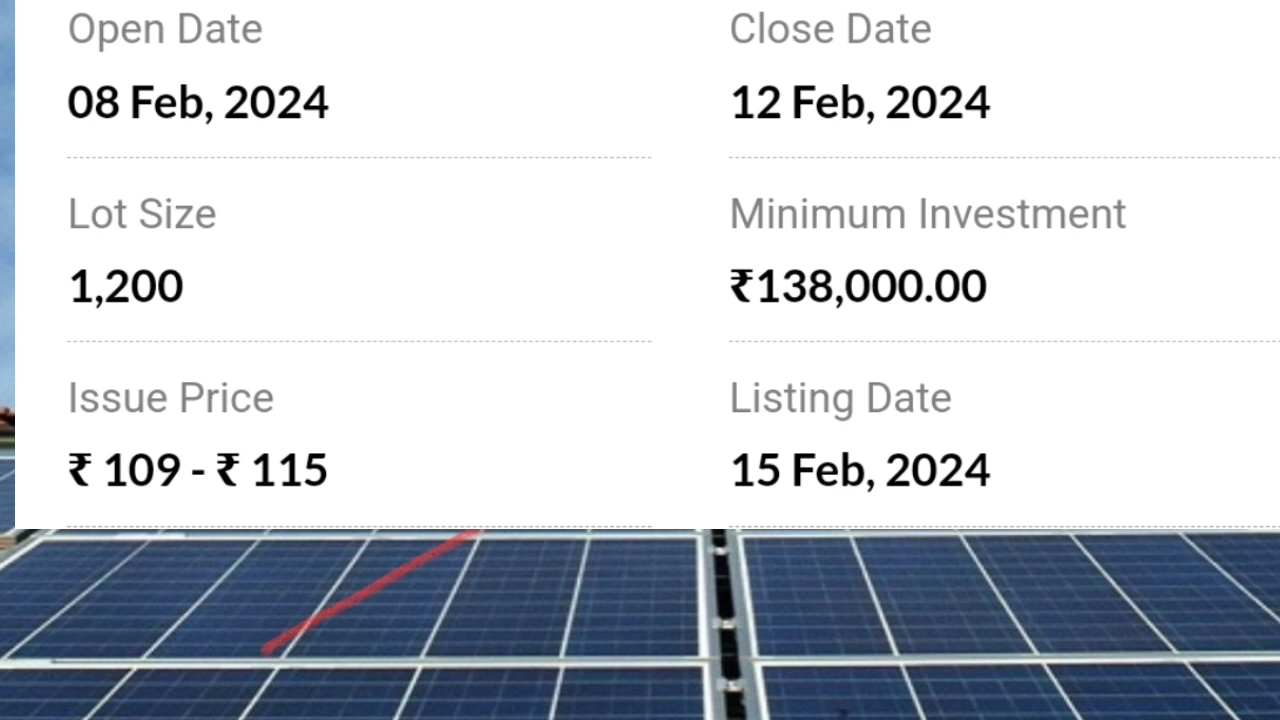 Open Date Close Date
08 Feb, 2024 12 Feb, 2024
Lot Size Minimum Investment
1,200 ₹138,000.00
Issue Price Listing Date
₹ 109 - ₹ 115 15 Feb, 2024